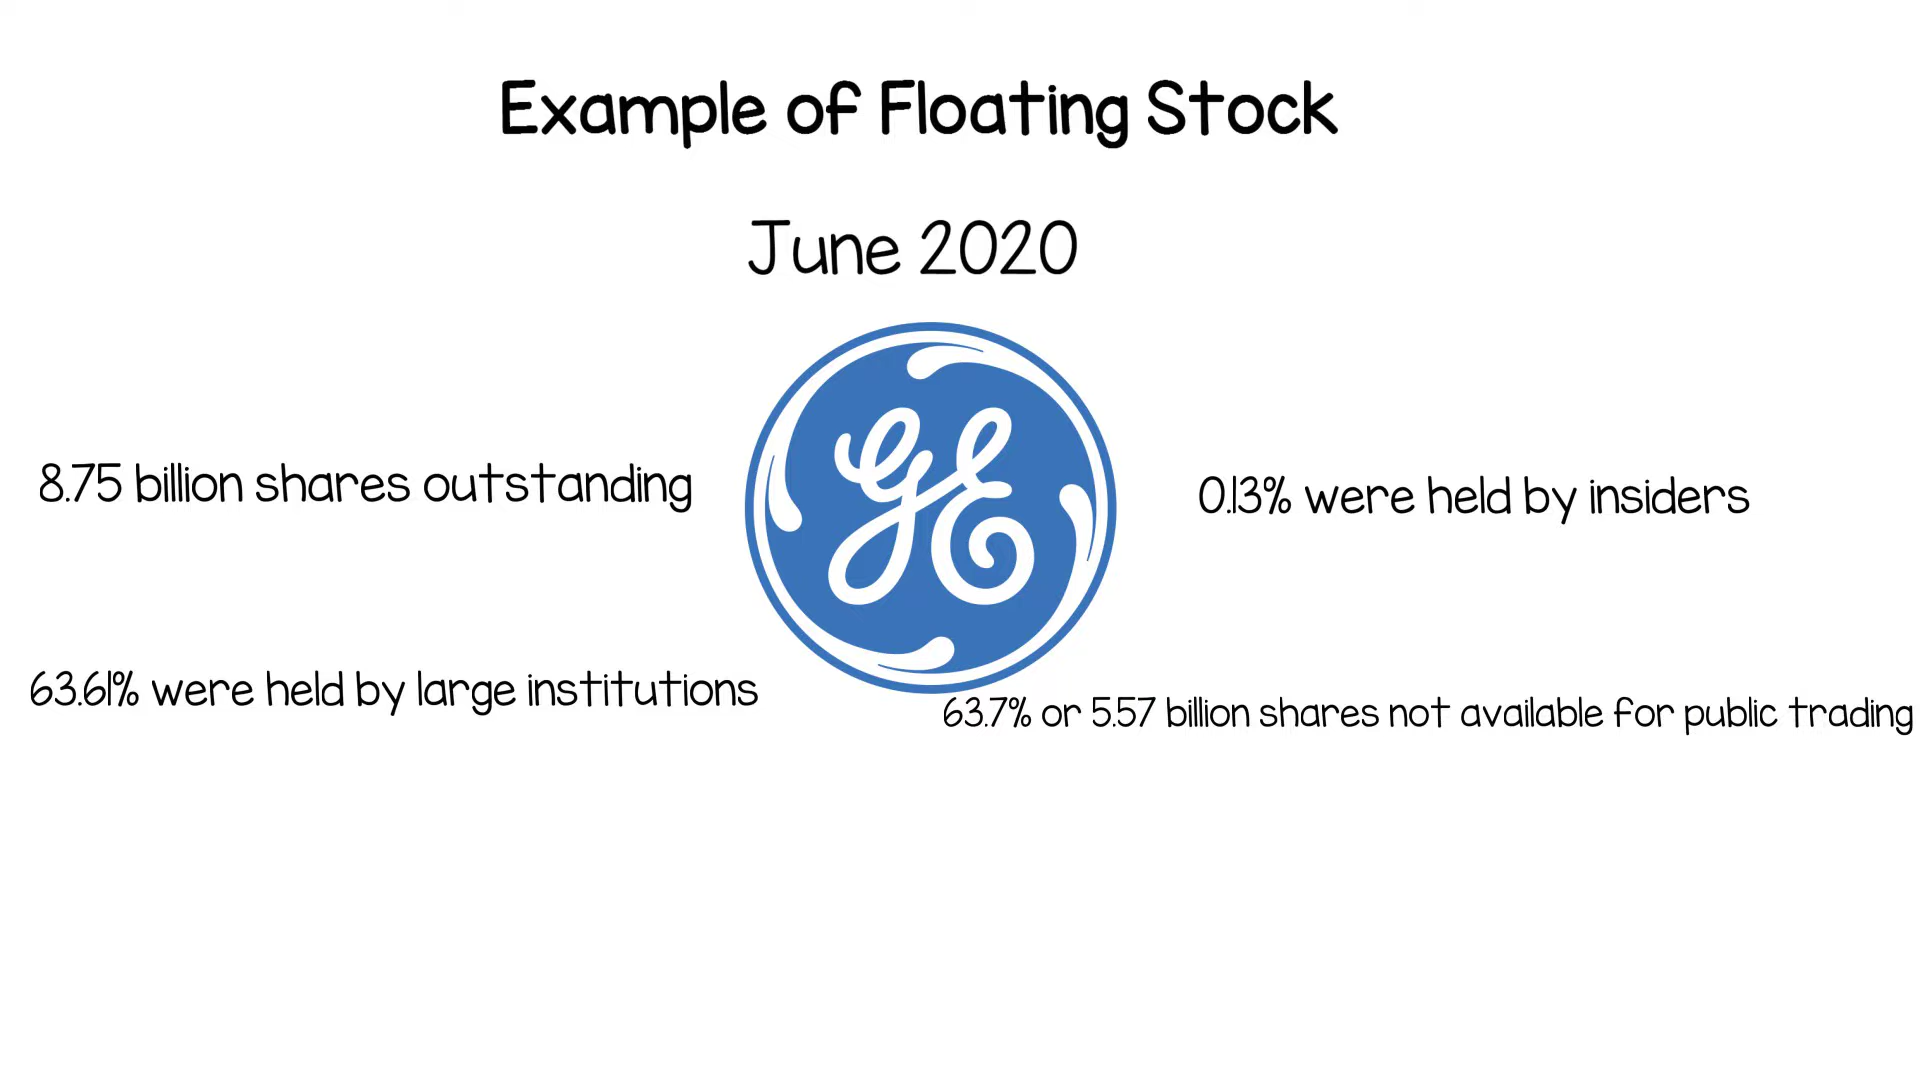 Example of Floating Stock
June 2020
GE
8.75 billion shares outstanding
0.13% were held by insiders
63.61% were held by large institutions
63.7% or 5.57 billion shares not available for public trading